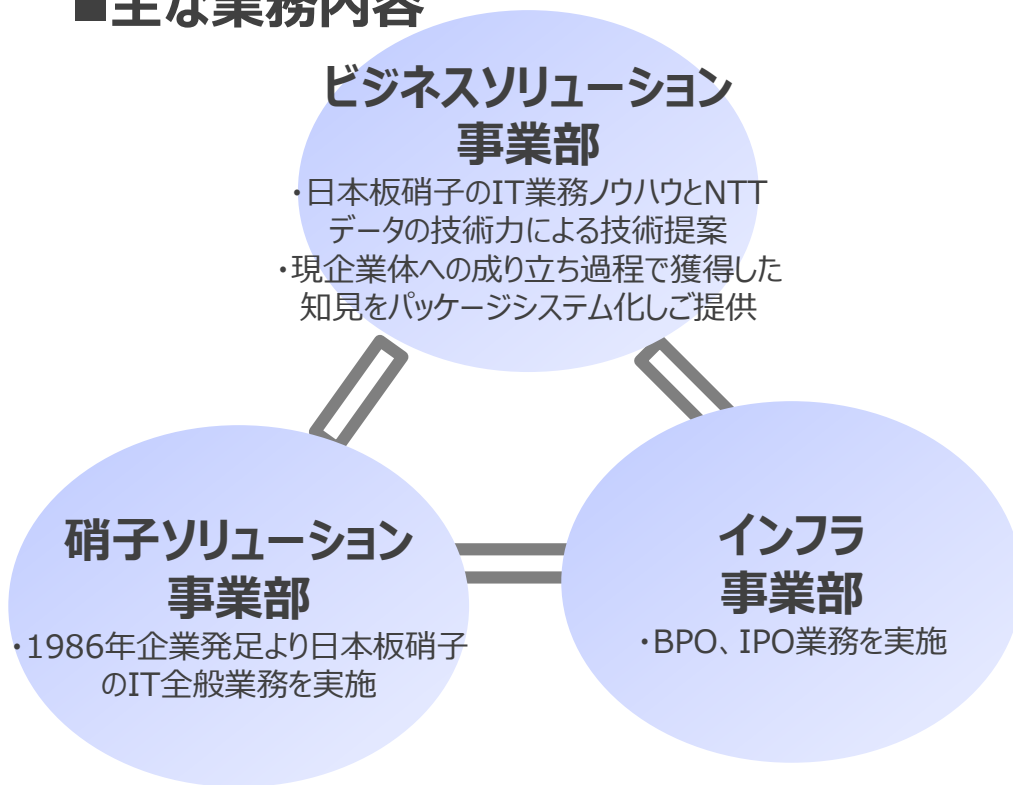 ■主な業務内容
ビジネスソリューション
事業部
・日本板硝子のIT業務ノウハウとNTT
データの技術力による技術提案
・現企業体への成り立ち過程で獲得した
知見をパッケージシステム化しご提供
硝子ソリューション
事業部
・1986年企業発足より日本板硝子
のIT全般業務を実施
インフラ
事業部
・BPO、IPO業務を実施